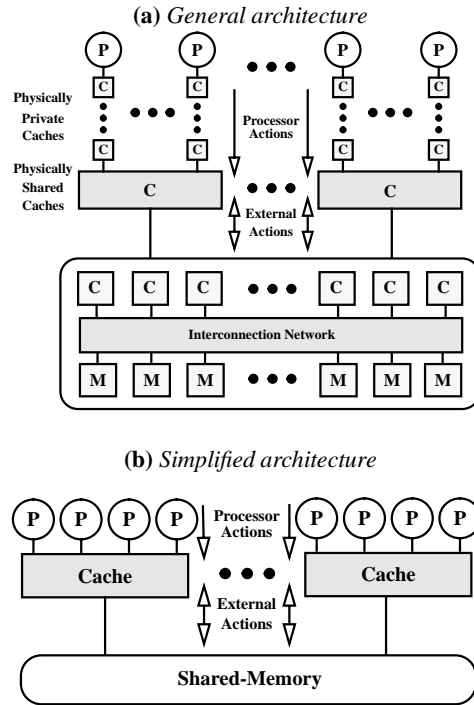 (a) General architecture
P P P P
C C C C
Physically
Private Caches
Processor
Actions
C C C C
Physically
Shared
Caches
C C
External
Actions
C C C C C C
Interconnection Network
M M M M M M
(b) Simplified architecture
P P P P P P P P
Processor
Actions
Cache Cache
External
Actions
Shared-Memory